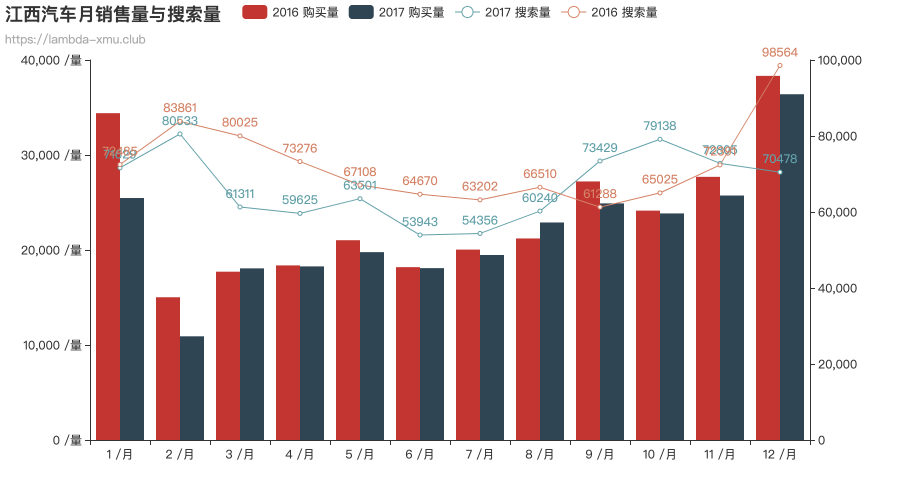 江西汽车月销售量与搜索量
https://lambda-xmu.club
2016 购买量 2017 购买量 2017 搜索量 2016 搜索量
40,000 /量
30,000 /量
20,000 /量
10,000 /量
0 /量
100,000
80,000
60,000
40,000
20,000
0
83861 80025 73276 67108 64670 63202 66510 61288 65025 98564
80533 61311 59625 63501 53943 54356 60240 73429 79138 70478
1 /月 2 /月 3 /月 4 /月 5 /月 6 /月 7 /月 8 /月 9 /月 10 /月 11 /月 12 /月